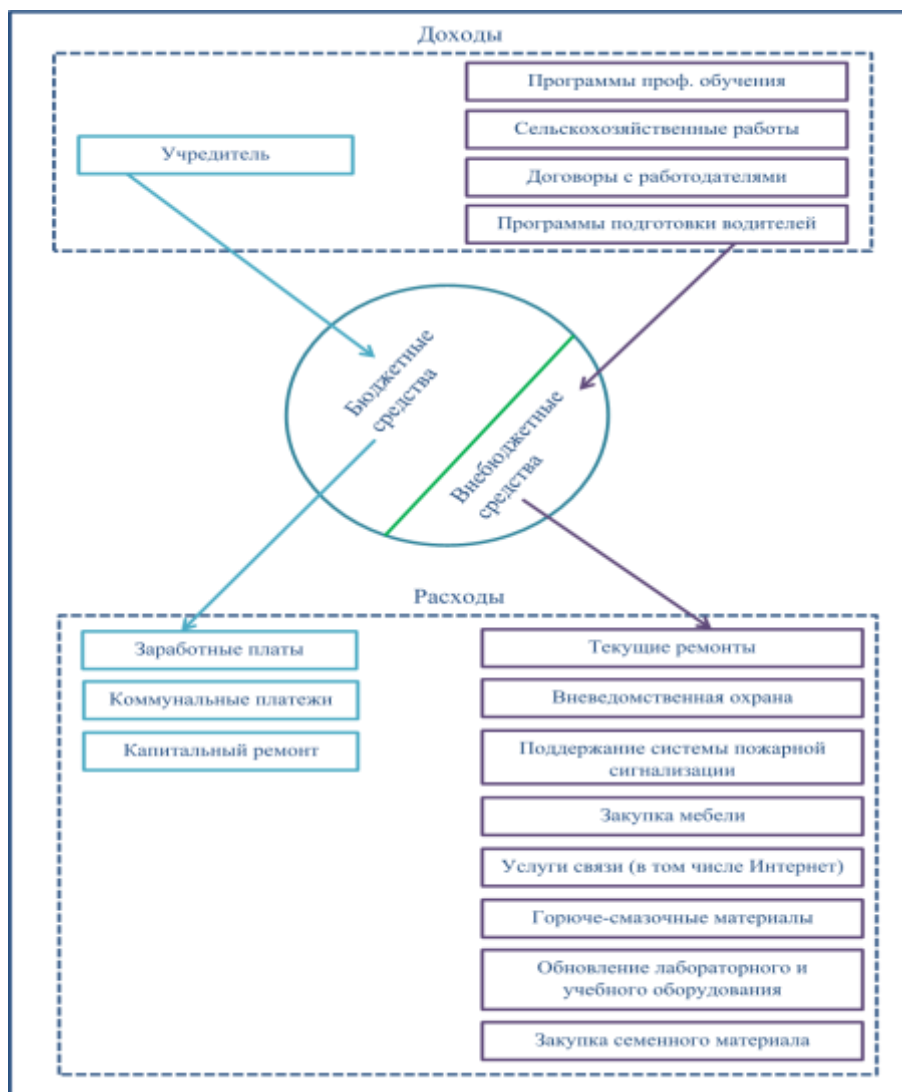 Доходы
Учредитель
Программы проф. обучения
Сельскохозяйственные работы
Договоры с работодателями
Программы подготовки водителей
Бюджетные
средства
Внебюджетные
средства
Расходы
Заработные платы
Коммунальные платежи
Капитальный ремонт
Текущие ремонты
Вневедомственная охрана
Поддержание системы пожарной
сигнализации
Закупка мебели
Услуги связи (в том числе Интернет)
Горюче-смазочные материалы
Обновление лабораторного и
учебного оборудования
Закупка семенного материала